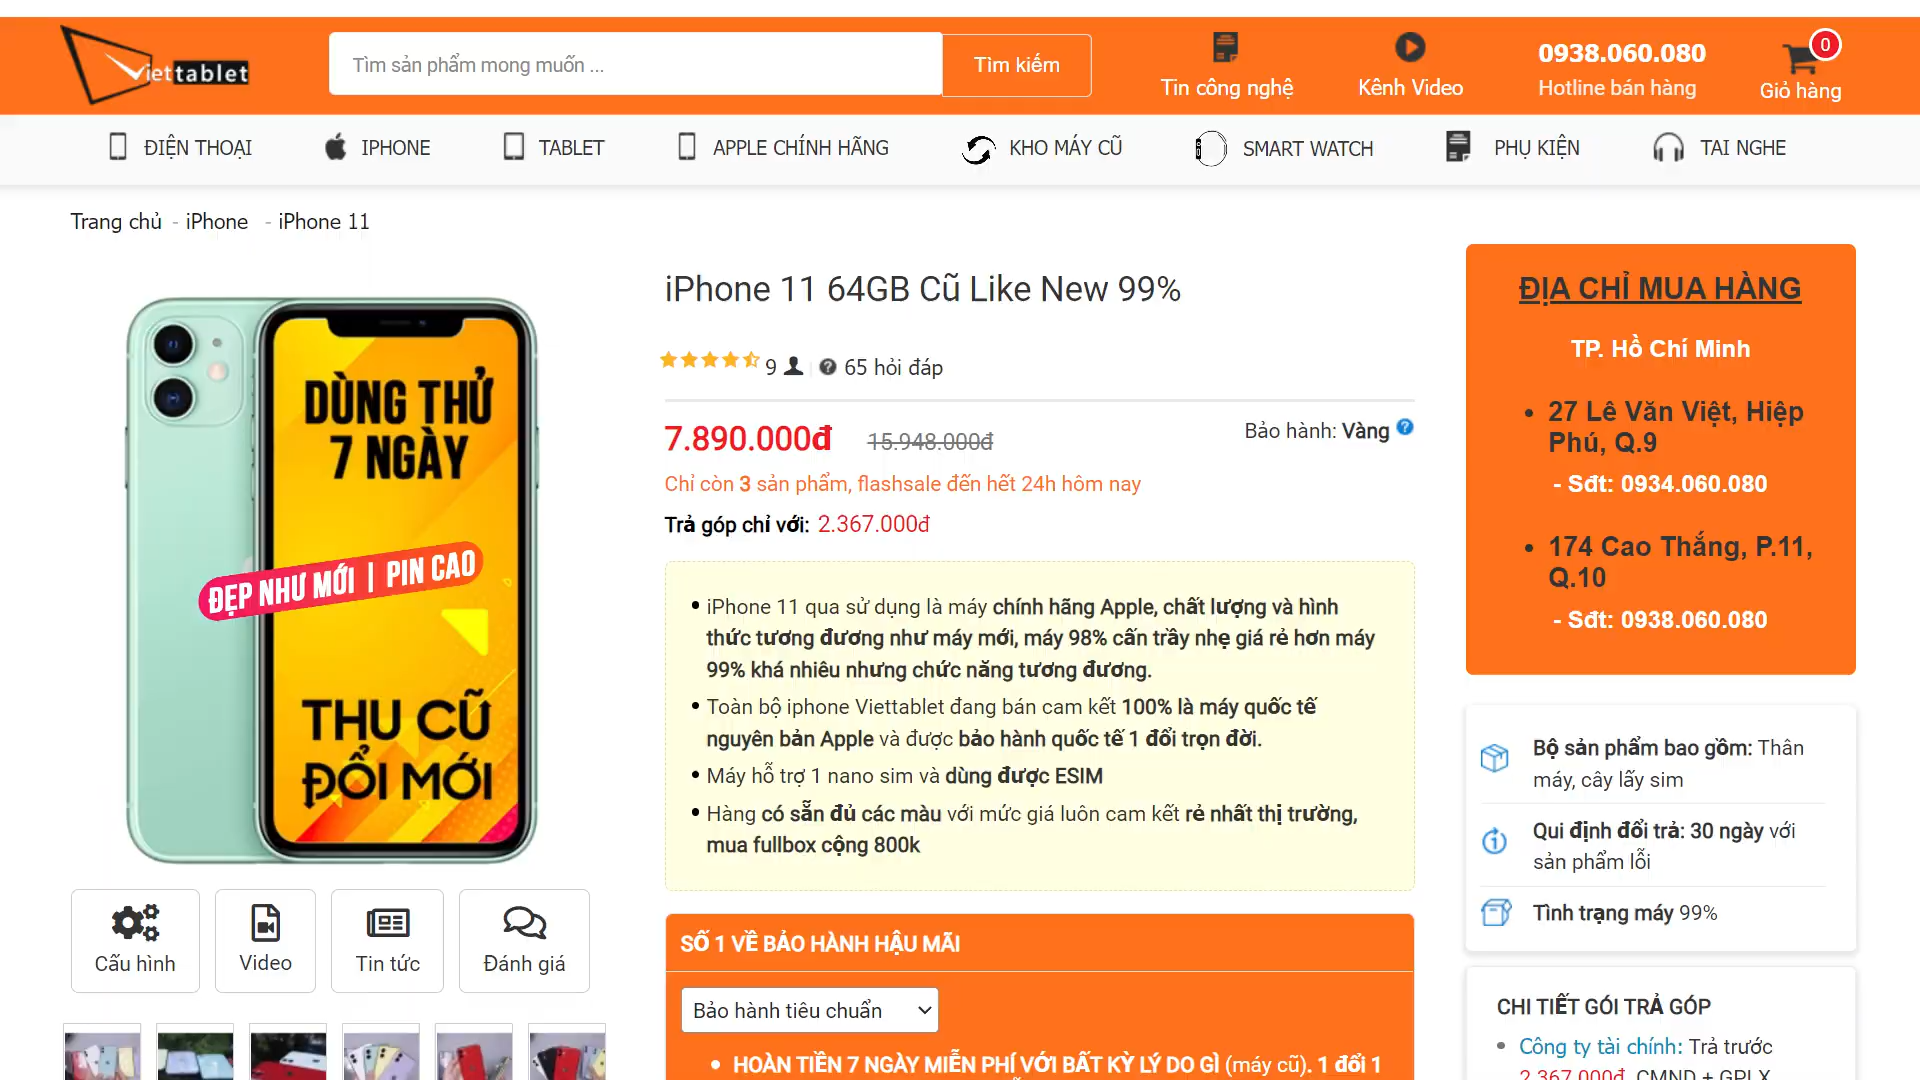 Viettablet
Tìm sản phẩm mong muốn ...
Tìm kiếm
Tin công nghệ
Kênh Video
0938.060.080
Hotline bán hàng
0
Giỏ hàng
ĐIỆN THOẠI
IPHONE
TABLET
APPLE CHÍNH HÃNG
KHO MÁY CŨ
SMART WATCH
PHỤ KIỆN
TAI NGHE
Trang chủ - iPhone - iPhone 11
DÙNG THỬ
7 NGÀY
ĐẸP NHƯ MỚI | PIN CAO
THU CŨ
ĐỔI MỚI
Cấu hình
Video
Tin tức
Đánh giá
iPhone 11 64GB Cũ Like New 99%
9 65 hỏi đáp
7.890.000đ 15.948.000đ
Bảo hành: Vàng
Chỉ còn 3 sản phẩm, flashsale đến hết 24h hôm nay
Trả góp chỉ với: 2.367.000đ
iPhone 11 qua sử dụng là máy chính hãng Apple, chất lượng và hình
thức tương đương như máy mới, máy 98% cấn trầy nhẹ giá rẻ hơn máy
99% khá nhiêu nhưng chức năng tương đương.
Toàn bộ iphone Viettablet đang bán cam kết 100% là máy quốc tế
nguyên bản Apple và được bảo hành quốc tế 1 đổi trọn đời.
Máy hỗ trợ 1 nano sim và dùng được ESIM
Hàng có sẵn đủ các màu với mức giá luôn cam kết rẻ nhất thị trường,
mua fullbox cộng 800k
SỐ 1 VỀ BẢO HÀNH HẬU MÃI
Bảo hành tiêu chuẩn
HOÀN TIỀN 7 NGÀY MIỄN PHÍ VỚI BẤT KỲ LÝ DO GÌ (máy cũ). 1 đổi 1
ĐỊA CHỈ MUA HÀNG
TP. Hồ Chí Minh
27 Lê Văn Việt, Hiệp
Phú, Q.9
- Sđt: 0934.060.080
174 Cao Thắng, P.11,
Q.10
- Sđt: 0938.060.080
Bộ sản phẩm bao gồm: Thân
máy, cây lấy sim
Qui định đổi trả: 30 ngày với
sản phẩm lỗi
Tình trạng máy 99%
CHI TIẾT GÓI TRẢ GÓP
Công ty tài chính: Trả trước
2.367.000đ, CMND + GPLX